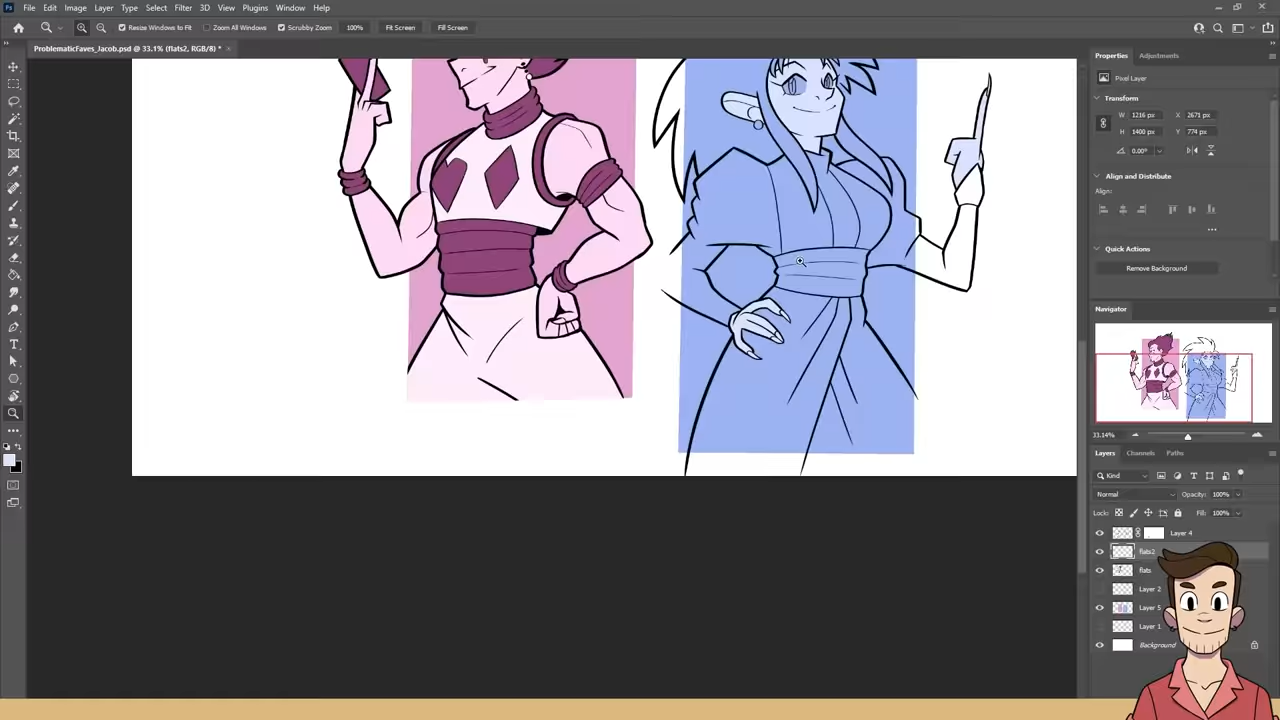 Ps File Edit Image Layer Type Select Filter 3D View Plugins Window Help
Resize Windows to Fit Zoom All Windows Scrubby Zoom 100% Fit Screen Fill Screen
ProblematicFaves_Jacob.psd @ 33.1% (flats2, RGB/8) *
Properties Adjustments
Pixel Layer
Transform
W 1216 px X 2671 px
H 1400 px Y 774 px
0.00°
Align and Distribute
Align:
Quick Actions
Remove Background
Navigator
33.14%
Layers Channels Paths
Kind
Normal Opacity: 100%
Lock: Fill: 100%
Layer 4
flats2
flats
Layer 2
Layer 5
Layer 1
Background